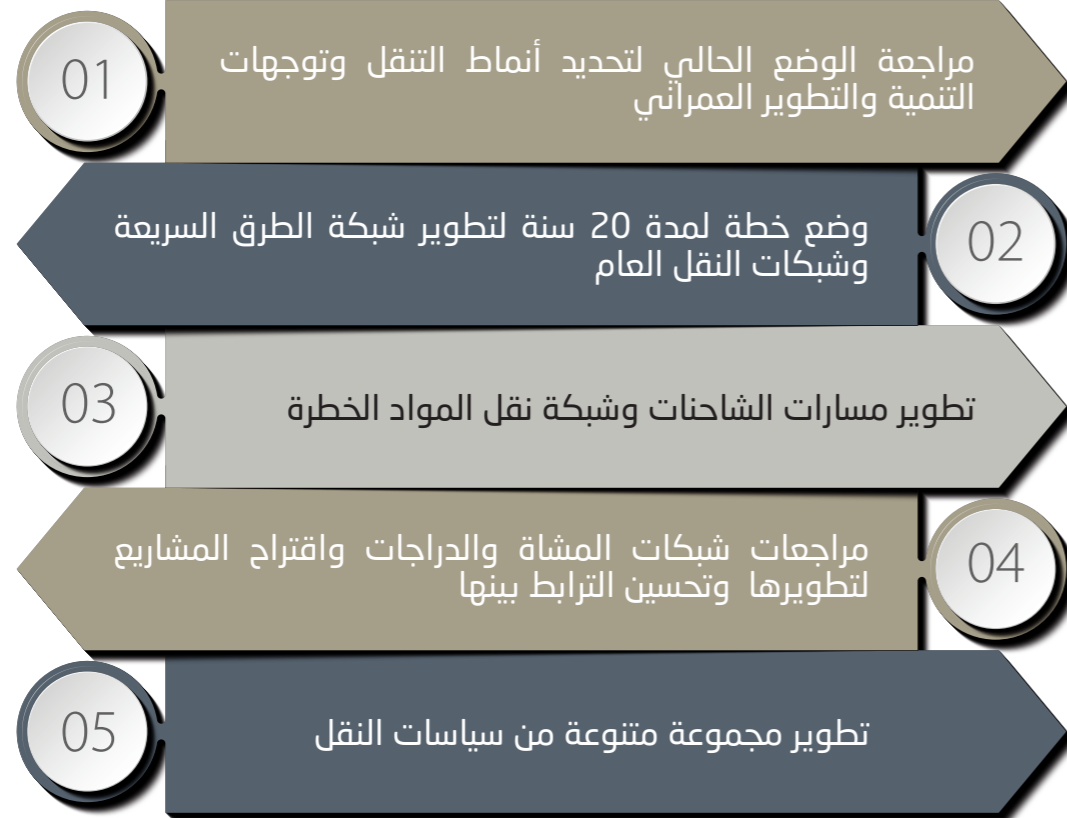 01
مراجعة الوضع الحالي لتحديد أنماط التنقل وتوجهات
التنمية والتطوير العمراني
02
وضع خطة لمدة 20 سنة لتطوير شبكة الطرق السريعة
وشبكات النقل العام
03
تطوير مسارات الشاحنات وشبكة نقل المواد الخطرة
04
مراجعات شبكات المشاة والدراجات واقتراح المشاريع
لتطويرها وتحسين الترابط بينها
05
تطوير مجموعة متنوعة من سياسات النقل